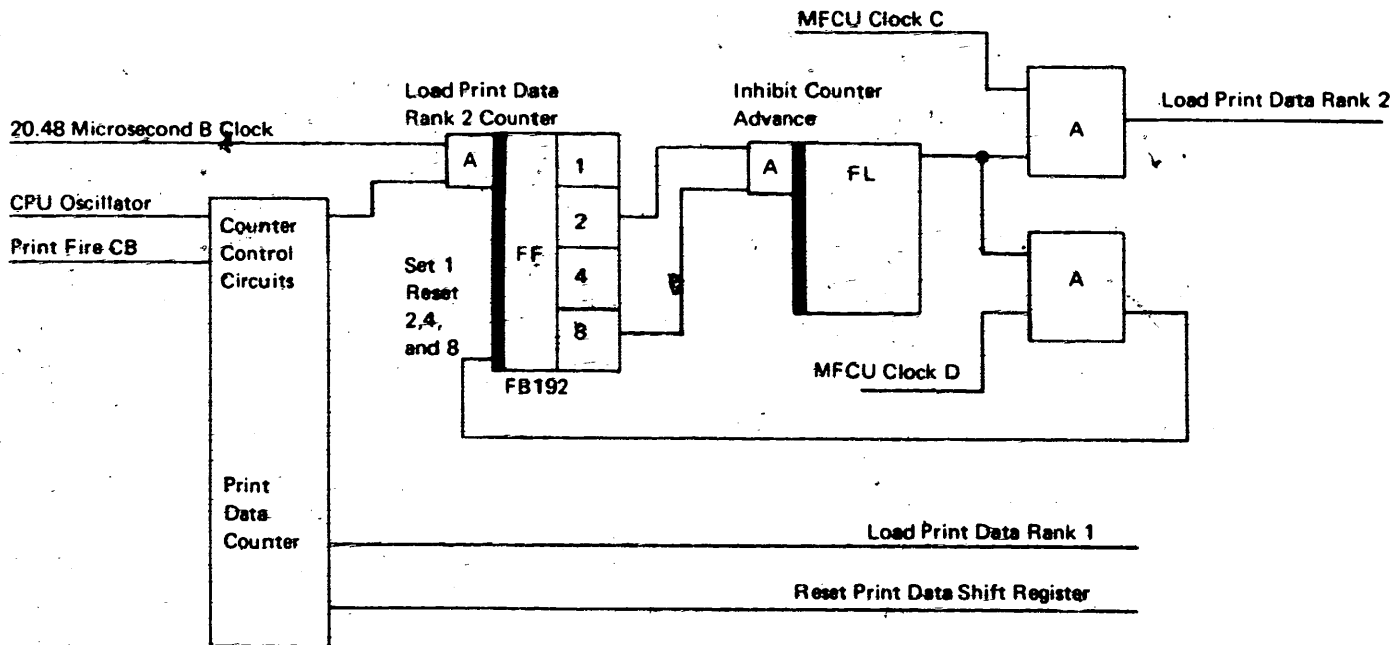 MFCU Clock C
Load Print Data
Rank 2 Counter
Inhibit Counter
Advance
Load Print Data Rank 2
20.48 Microsecond B Clock
A
A
A
1
FL
CPU Oscillator
Counter
Control
Circuits
2
Print Fire CB
FF
Set 1
Reset
2,4,
and 8
4
A
8
MFCU Clock D
FB192
Print
Data
Counter
Load Print Data Rank 1
Reset Print Data Shift Register